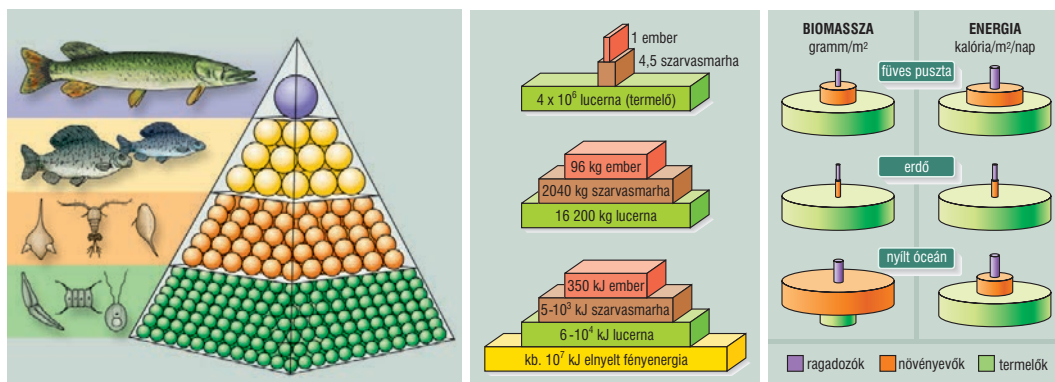 1 ember
4,5 szarvasmarha
4 x 10⁶ lucerna (termelő)
96 kg ember
2040 kg szarvasmarha
16 200 kg lucerna
350 kJ ember
5-10³ kJ szarvasmarha
6-10⁴ kJ lucerna
kb. 10⁷ kJ elnyelt fényenergia
BIOMASSZA
gramm/m²
ENERGIA
kalória/m²/nap
füves puszta
erdő
nyílt óceán
ragadozók
növényevők
termelők